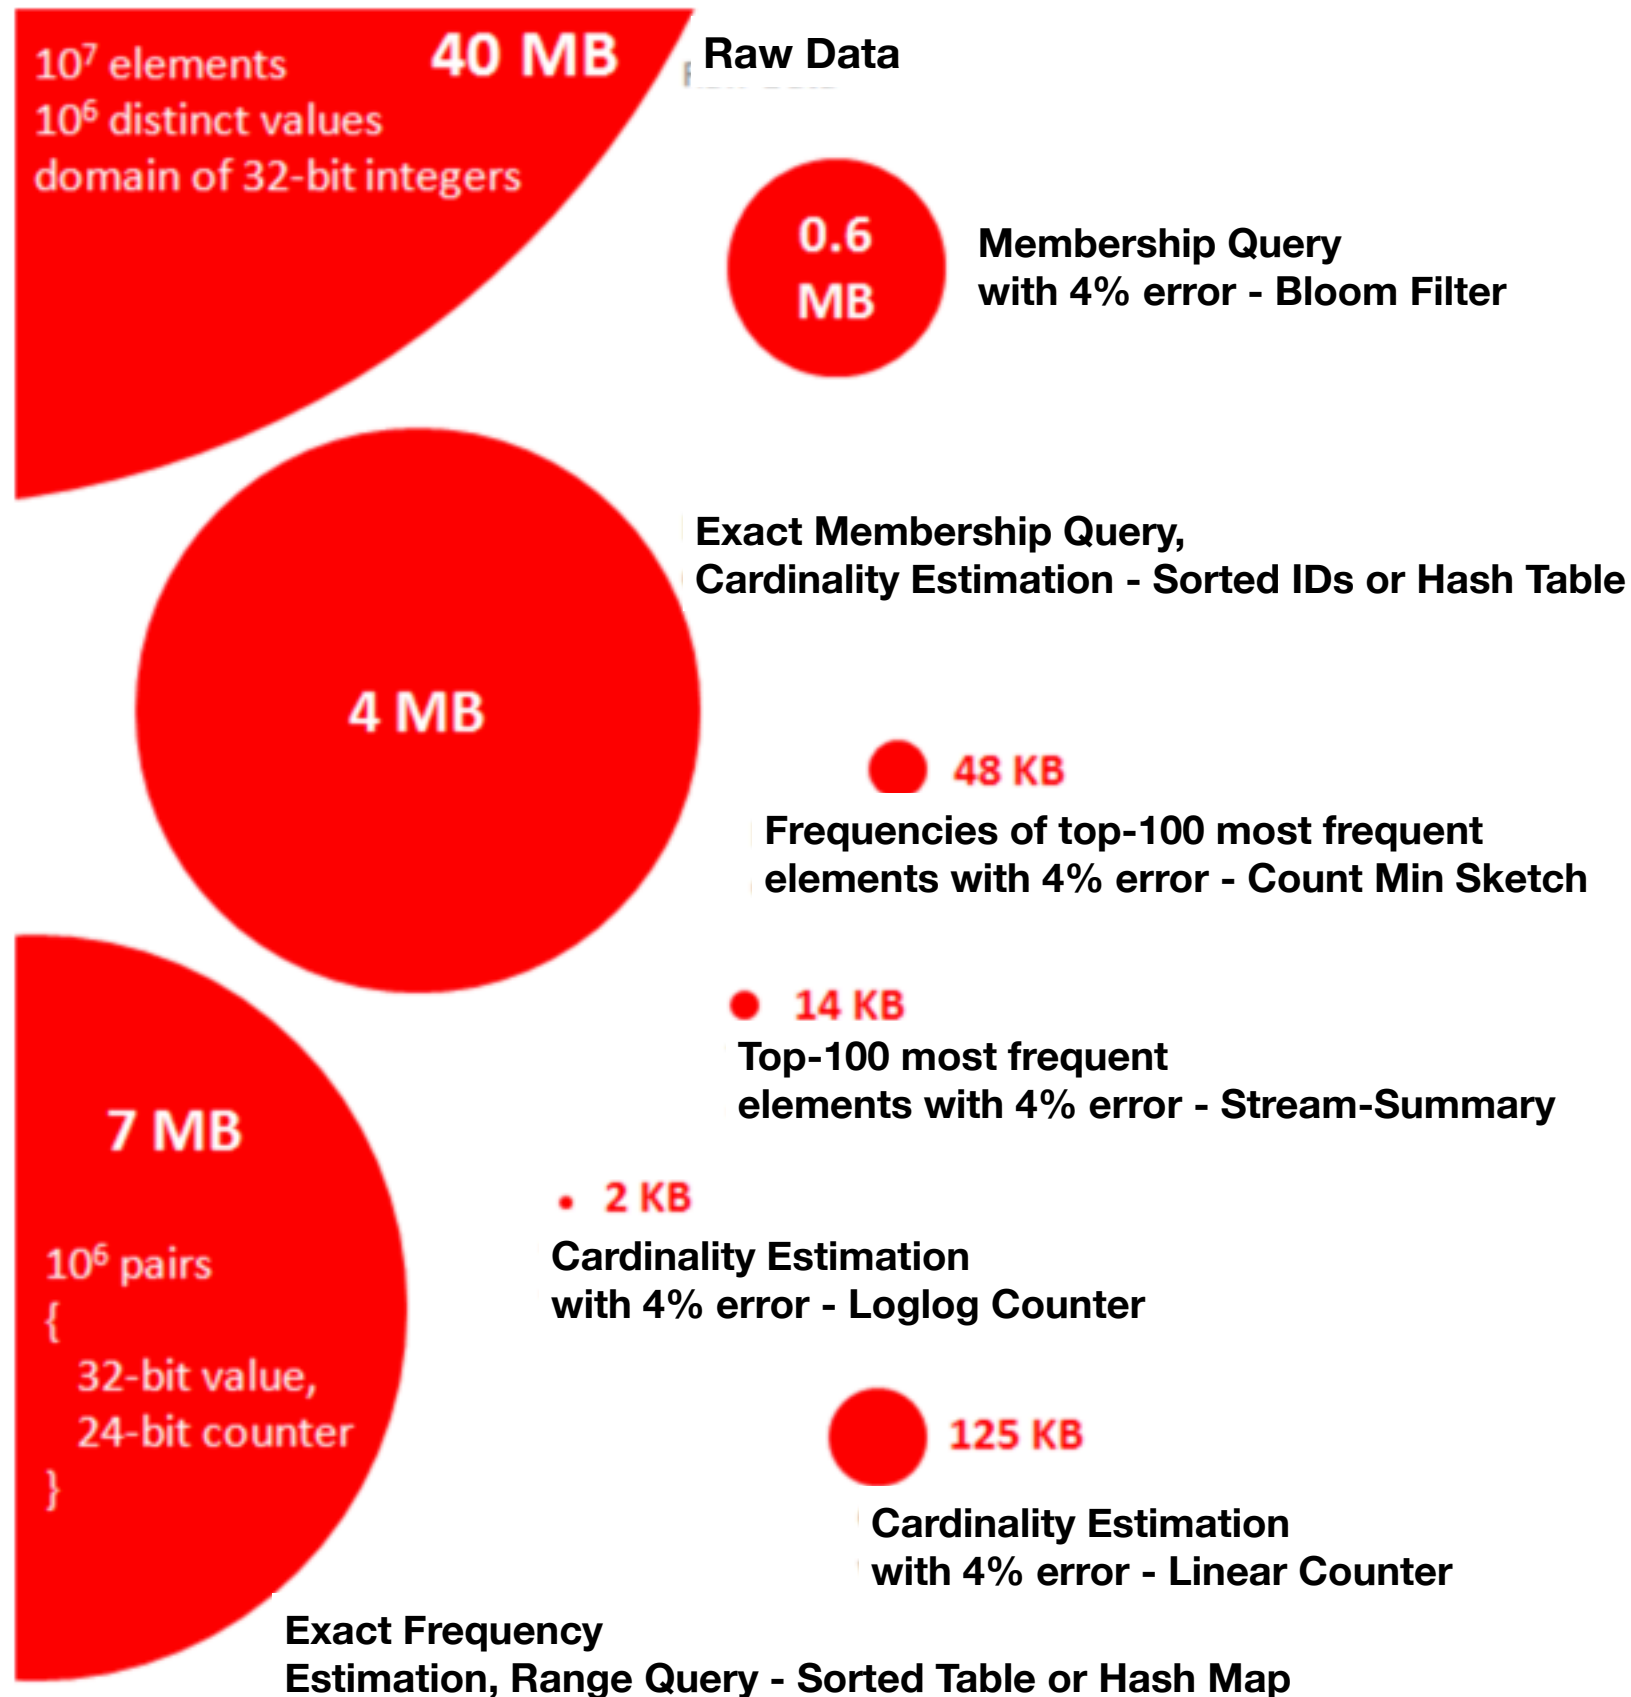 10⁷ elements
40 MB
Raw Data
10⁶ distinct values
domain of 32-bit integers
0.6
MB
Membership Query
with 4% error - Bloom Filter
Exact Membership Query,
Cardinality Estimation - Sorted IDs or Hash Table
4 MB
48 KB
Frequencies of top-100 most frequent
elements with 4% error - Count Min Sketch
14 KB
Top-100 most frequent
elements with 4% error - Stream-Summary
7 MB
10⁶ pairs
{
32-bit value,
24-bit counter
}
2 KB
Cardinality Estimation
with 4% error - Loglog Counter
125 KB
Cardinality Estimation
with 4% error - Linear Counter
Exact Frequency
Estimation, Range Query - Sorted Table or Hash Map